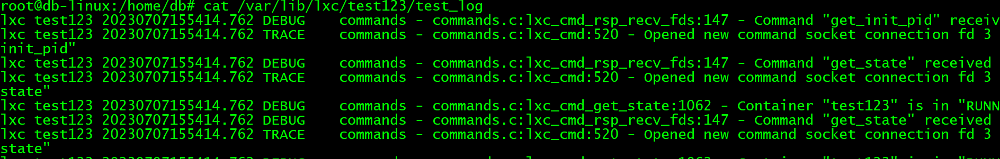 root@db-linux:/home/db# cat /var/lib/lxc/test123/test_log
lxc test123 20230707155414.762 DEBUG    commands - commands.c:lxc_cmd_rsp_recv_fds:147 - Command "get_init_pid" receiv
lxc test123 20230707155414.762 TRACE    commands - commands.c:lxc_cmd:520 - Opened new command socket connection fd 3
init_pid"
lxc test123 20230707155414.762 DEBUG    commands - commands.c:lxc_cmd_rsp_recv_fds:147 - Command "get_state" received
lxc test123 20230707155414.762 TRACE    commands - commands.c:lxc_cmd:520 - Opened new command socket connection fd 3
state"
lxc test123 20230707155414.762 DEBUG    commands - commands.c:lxc_cmd_get_state:1062 - Container "test123" is in "RUNN
lxc test123 20230707155414.762 DEBUG    commands - commands.c:lxc_cmd_rsp_recv_fds:147 - Command "get_state" received
lxc test123 20230707155414.762 TRACE    commands - commands.c:lxc_cmd:520 - Opened new command socket connection fd 3
state"